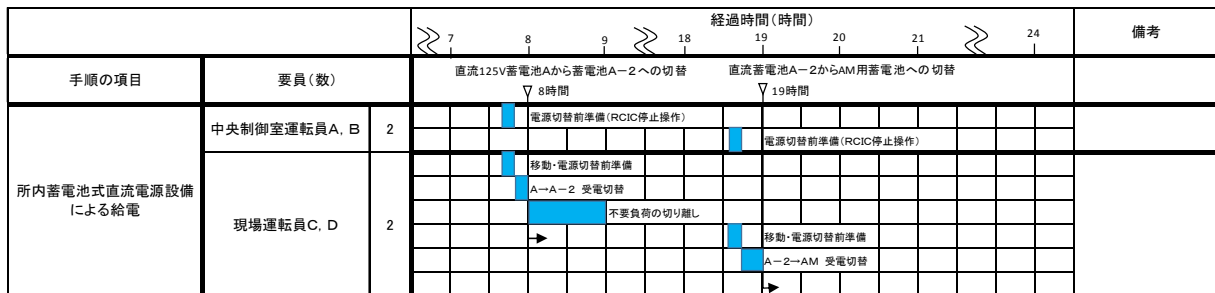 経過時間(時間)
備考
7 8 9 18 19 20 21 24
手順の項目
要員(数)
直流125V蓄電池Aから蓄電池A-2への切替
直流蓄電池A-2からAM用蓄電池への切替
8時間
19時間
所内蓄電池式直流電源設備
による給電
中央制御室運転員A, B
2
電源切替前準備(RCIC停止操作)
電源切替前準備(RCIC停止操作)
現場運転員C, D
2
移動・電源切替前準備
A→A-2 受電切替
不要負荷の切り離し
移動・電源切替前準備
A-2→AM 受電切替